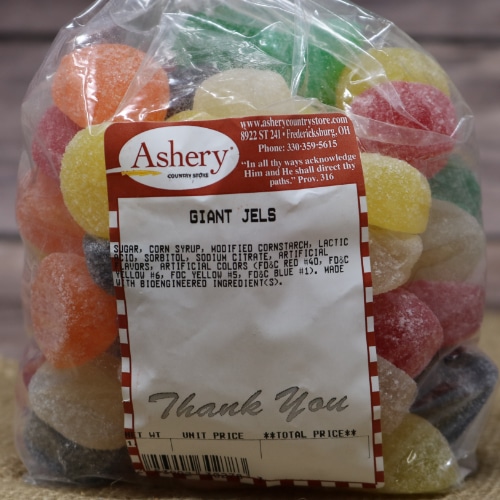 www.asherycountrystore.com
8922 ST 241 • Fredericksburg, OH
Phone: 330-359-5615
"In all thy ways acknowledge
Him and He shall direct thy
paths." Prov. 316
Ashery
COUNTRY STORE
GIANT JELS
SUGAR, CORN SYRUP, MODIFIED CORNSTARCH, LACTIC
ACID, SORBITOL, SODIUM CITRATE, ARTIFICIAL
FLAVORS, ARTIFICIAL COLORS (FD&C RED #40, FD&C
YELLOW #6, FDC YELLOW #5, FD&C BLUE #1). MADE
WITH BIOENGINEERED INGREDIENT(S).
Thank You
T WT UNIT PRICE **TOTAL PRICE**